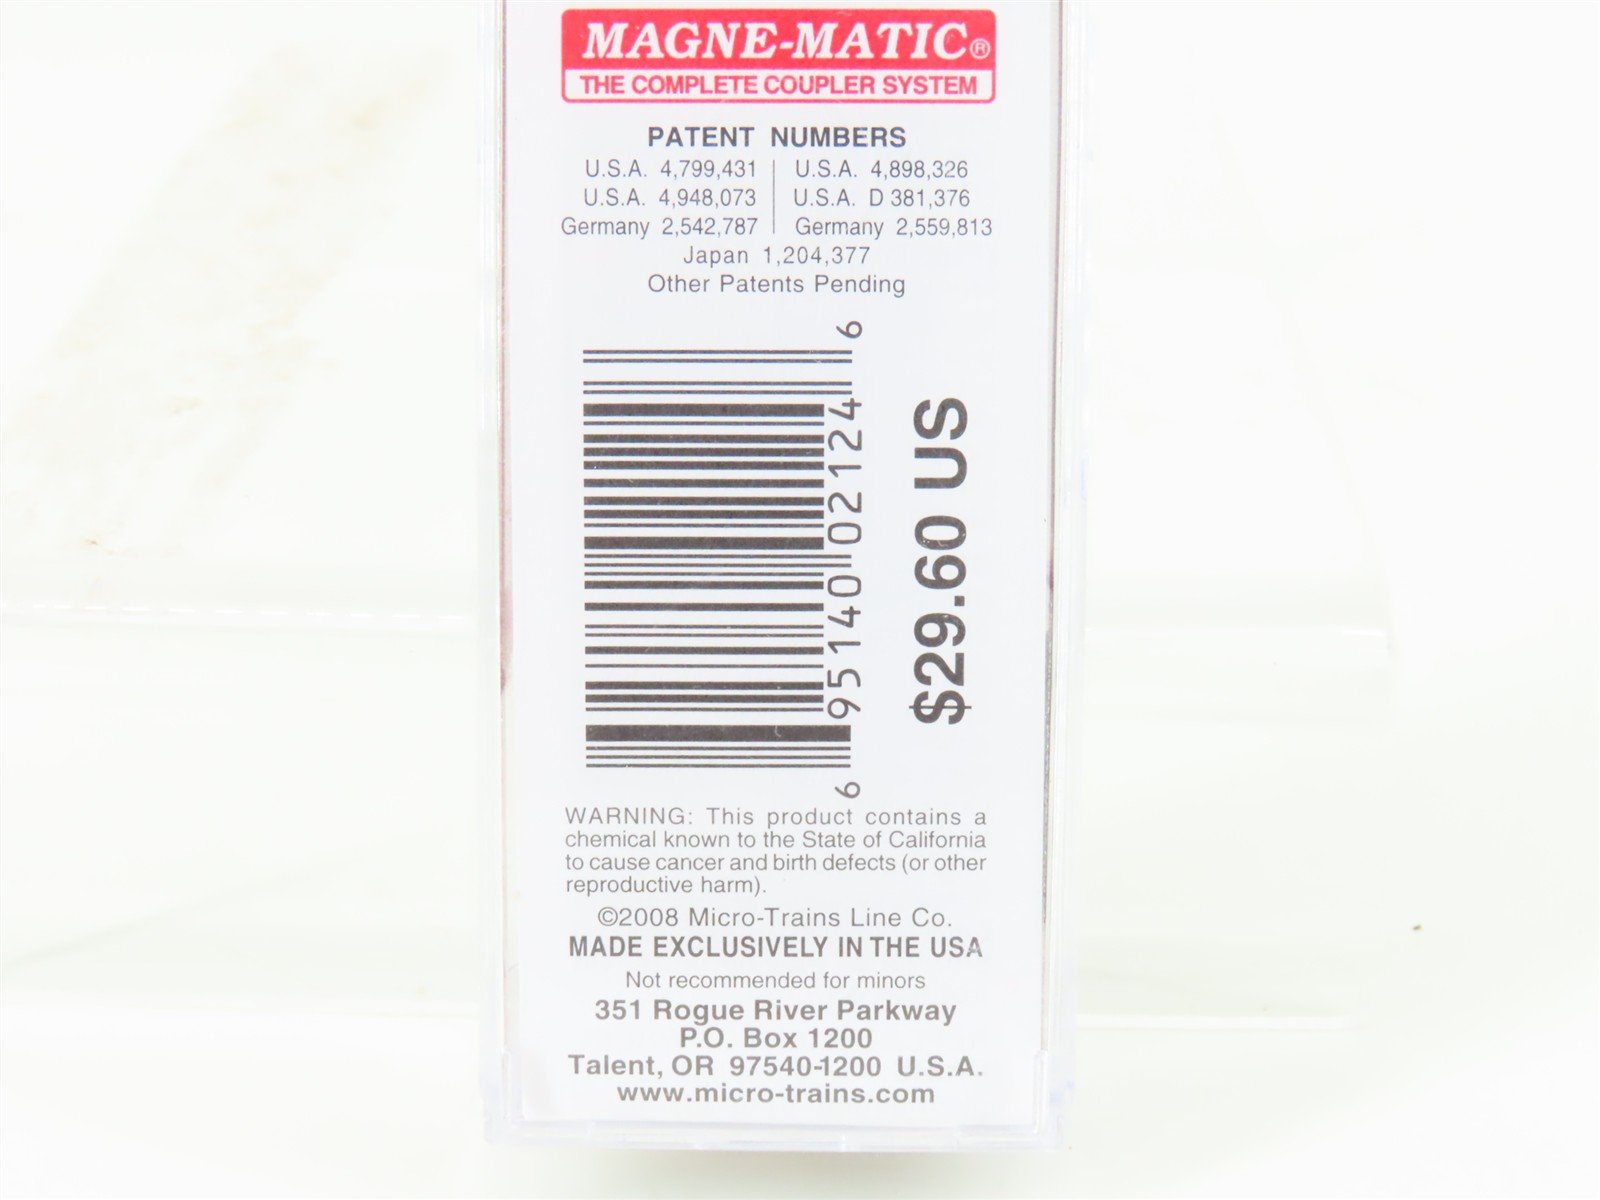 MAGNE-MATIC®
THE COMPLETE COUPLER SYSTEM
PATENT NUMBERS
U.S.A. 4,799,431 | U.S.A. 4,898,326
U.S.A. 4,948,073 | U.S.A. D 381,376
Germany 2,542,787 | Germany 2,559,813
Japan 1,204,377
Other Patents Pending
6 95140 02124 6
$29.60 US
WARNING: This product contains a
chemical known to the State of California
to cause cancer and birth defects (or other
reproductive harm).
©2008 Micro-Trains Line Co.
MADE EXCLUSIVELY IN THE USA
Not recommended for minors
351 Rogue River Parkway
P.O. Box 1200
Talent, OR 97540-1200 U.S.A.
www.micro-trains.com